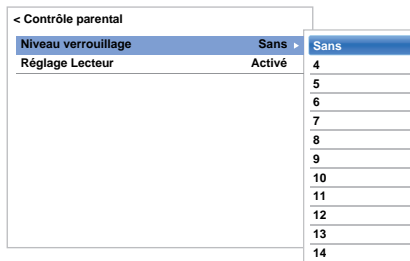 < Contrôle parental
Niveau verrouillage Sans ▸
Réglage Lecteur Activé
Sans
4
5
6
7
8
9
10
11
12
13
14